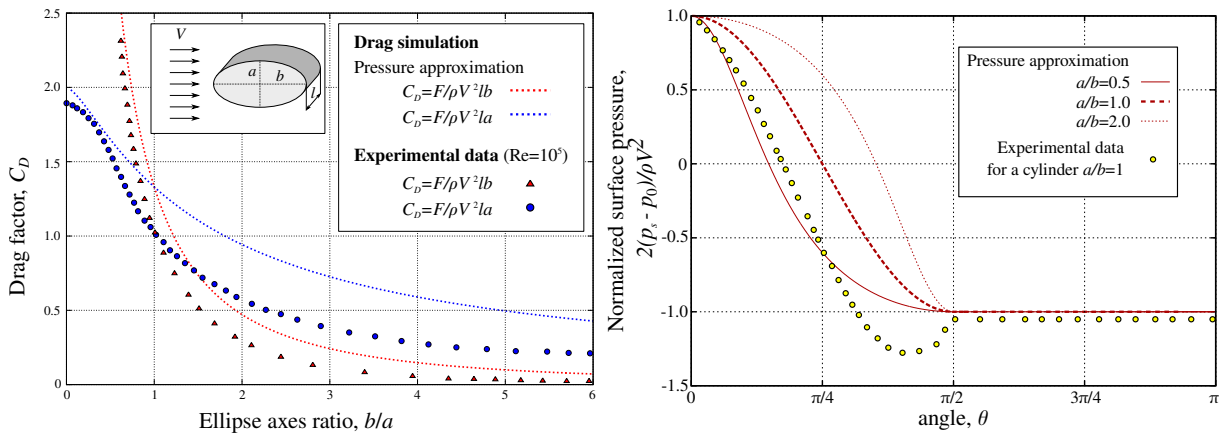 2.5
2.0
1.5
1.0
0.5
0
0
1
2
3
4
5
6
Drag factor, C_D
Ellipse axes ratio, b/a
V
a
b
l
Drag simulation
Pressure approximation
C_D=F/ρV²lb
C_D=F/ρV²la
Experimental data (Re=10⁵)
C_D=F/ρV²lb
C_D=F/ρV²la
Normalized surface pressure,
2(p_s - p_0)/ρV²
1.0
0.5
0
-0.5
-1.0
-1.5
0
π/4
π/2
3π/4
π
angle, θ
Pressure approximation
a/b=0.5
a/b=1.0
a/b=2.0
Experimental data
for a cylinder a/b=1